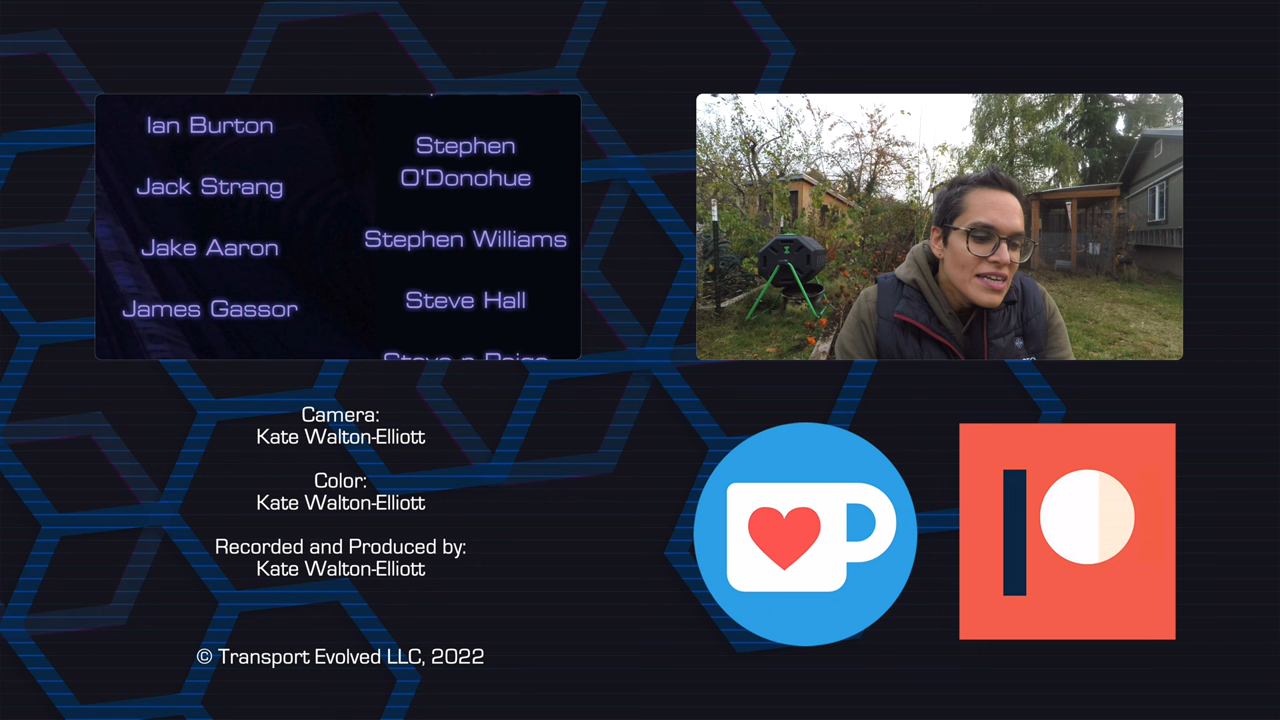 Ian Burton
Jack Strang
Jake Aaron
James Gassor
Stephen
O'Donohue
Stephen Williams
Steve Hall
Camera:
Kate Walton-Elliott
Color:
Kate Walton-Elliott
Recorded and Produced by:
Kate Walton-Elliott
© Transport Evolved LLC, 2022